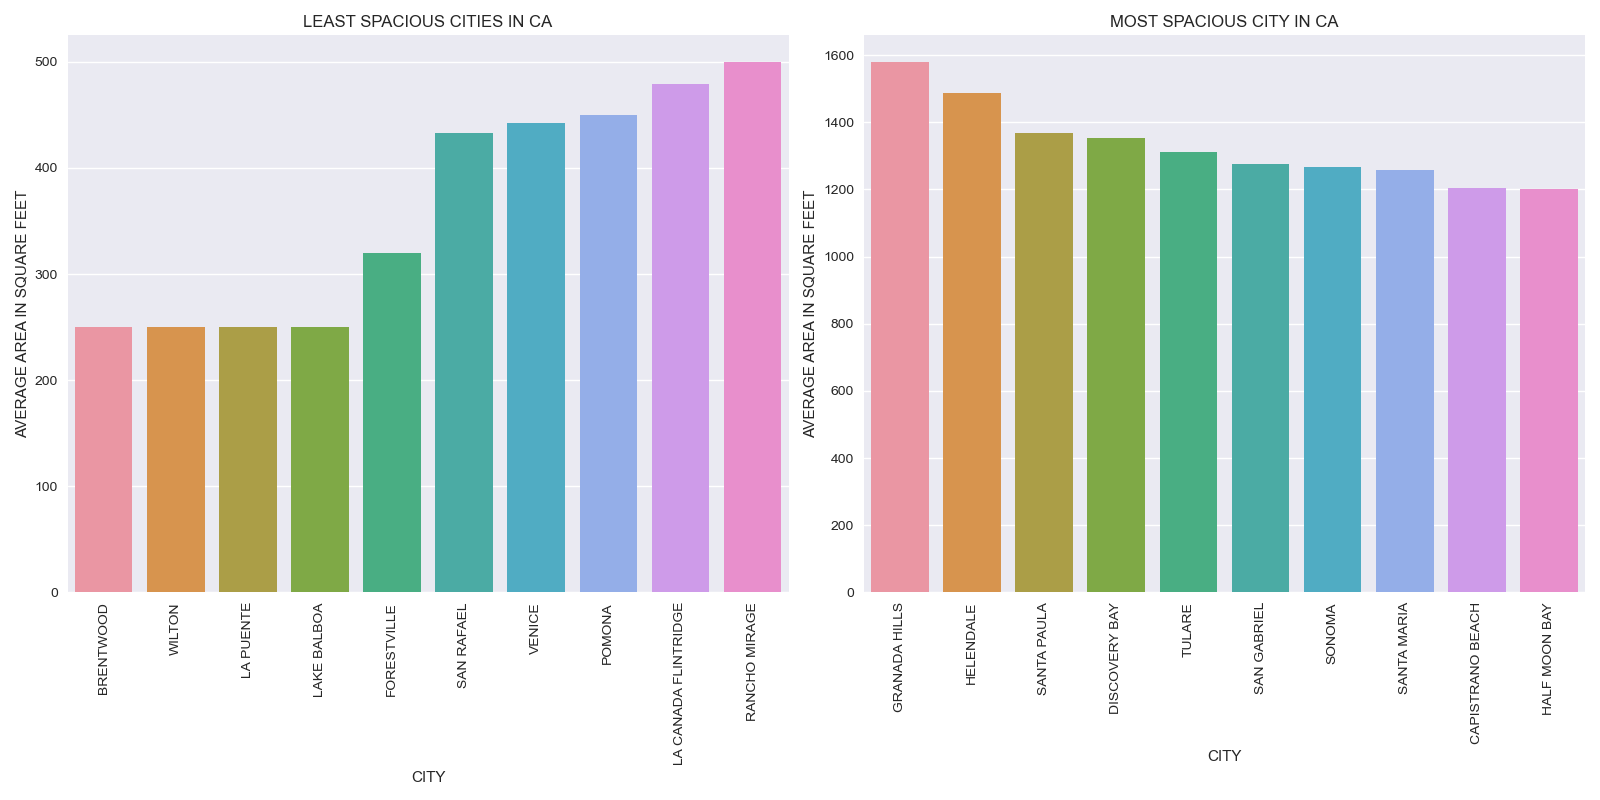 LEAST SPACIOUS CITIES IN CA
AVERAGE AREA IN SQUARE FEET
500
400
300
200
100
0
BRENTWOOD
WILTON
LA PUENTE
LAKE BALBOA
FORESTVILLE
SAN RAFAEL
VENICE
POMONA
LA CANADA FLINTRIDGE
RANCHO MIRAGE
CITY
MOST SPACIOUS CITY IN CA
AVERAGE AREA IN SQUARE FEET
1600
1400
1200
1000
800
600
400
200
0
GRANADA HILLS
HELENDALE
SANTA PAULA
DISCOVERY BAY
TULARE
SAN GABRIEL
SONOMA
SANTA MARIA
CAPISTRANO BEACH
HALF MOON BAY
CITY